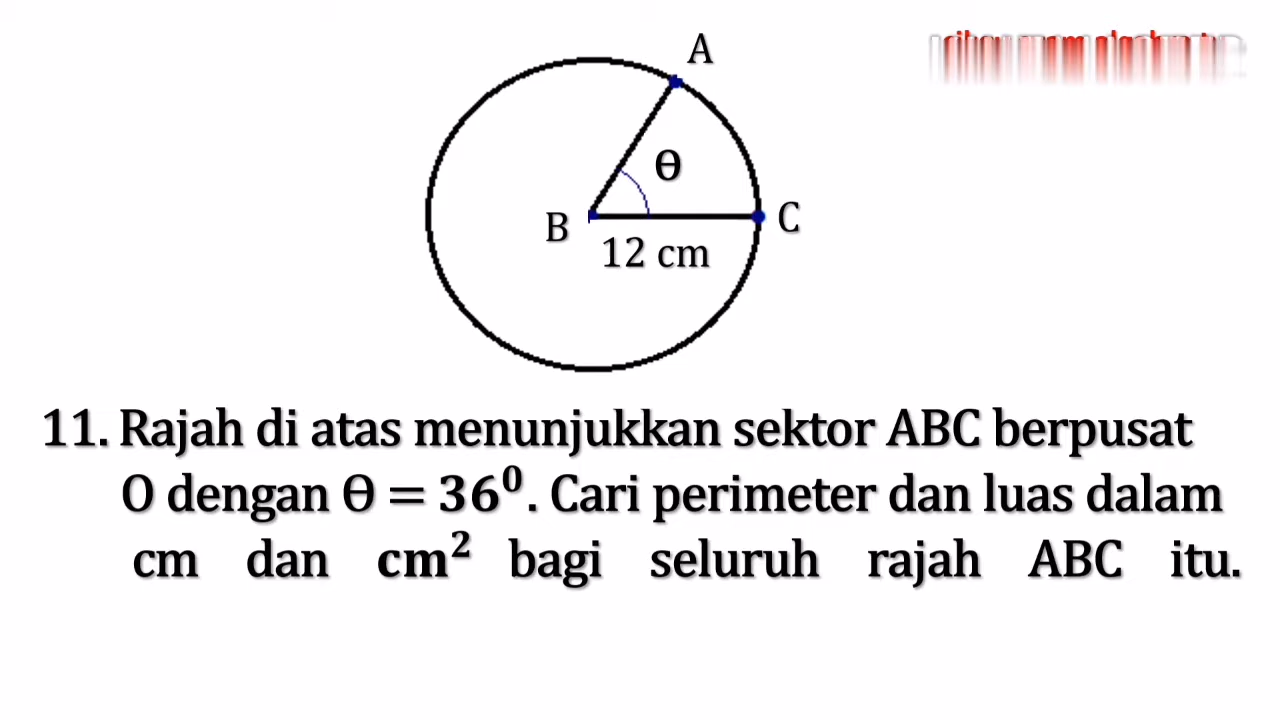 A
θ
B
C
12 cm
11. Rajah di atas menunjukkan sektor ABC berpusat
O dengan θ = 36⁰. Cari perimeter dan luas dalam
cm dan cm² bagi seluruh rajah ABC itu.